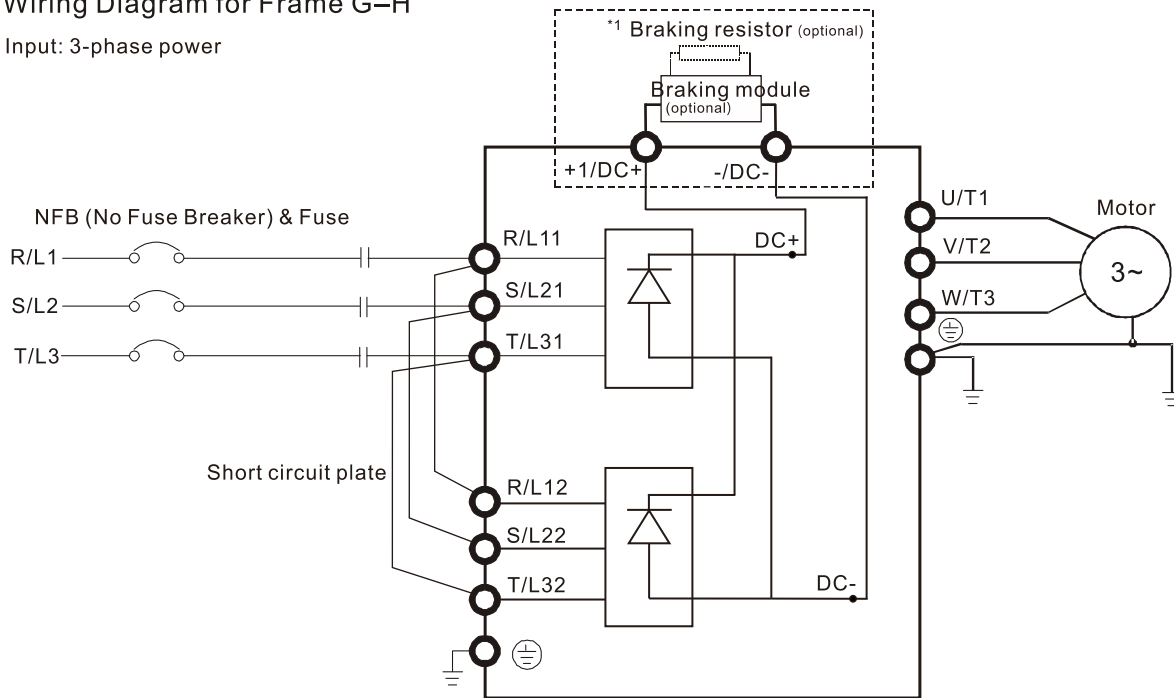 Wiring Diagram for Frame G–H
Input: 3-phase power
*1 Braking resistor (optional)
Braking module
(optional)
+1/DC+
-/DC-
NFB (No Fuse Breaker) & Fuse
R/L1
S/L2
T/L3
R/L11
S/L21
T/L31
DC+
U/T1
V/T2
W/T3
Motor
3~
Short circuit plate
R/L12
S/L22
T/L32
DC-